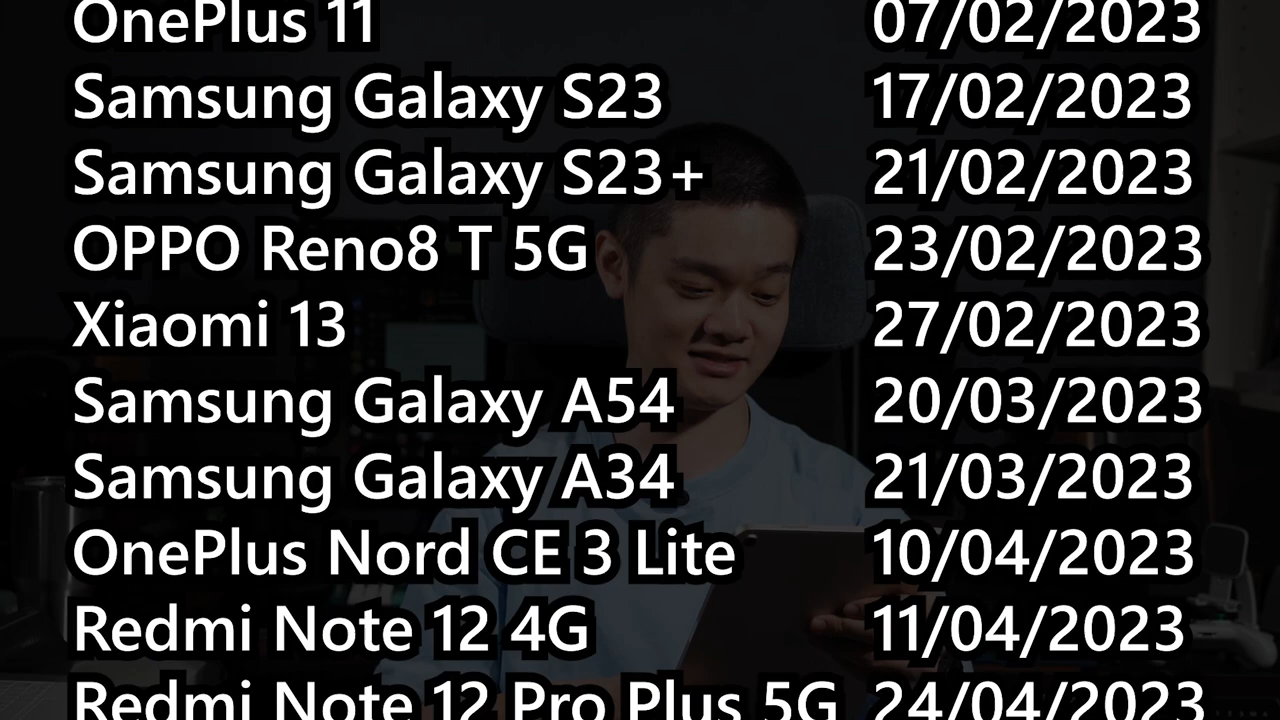 OnePlus 11 07/02/2023
Samsung Galaxy S23 17/02/2023
Samsung Galaxy S23+ 21/02/2023
OPPO Reno8 T 5G 23/02/2023
Xiaomi 13 27/02/2023
Samsung Galaxy A54 20/03/2023
Samsung Galaxy A34 21/03/2023
OnePlus Nord CE 3 Lite 10/04/2023
Redmi Note 12 4G 11/04/2023
Redmi Note 12 Pro Plus 5G 24/04/2023